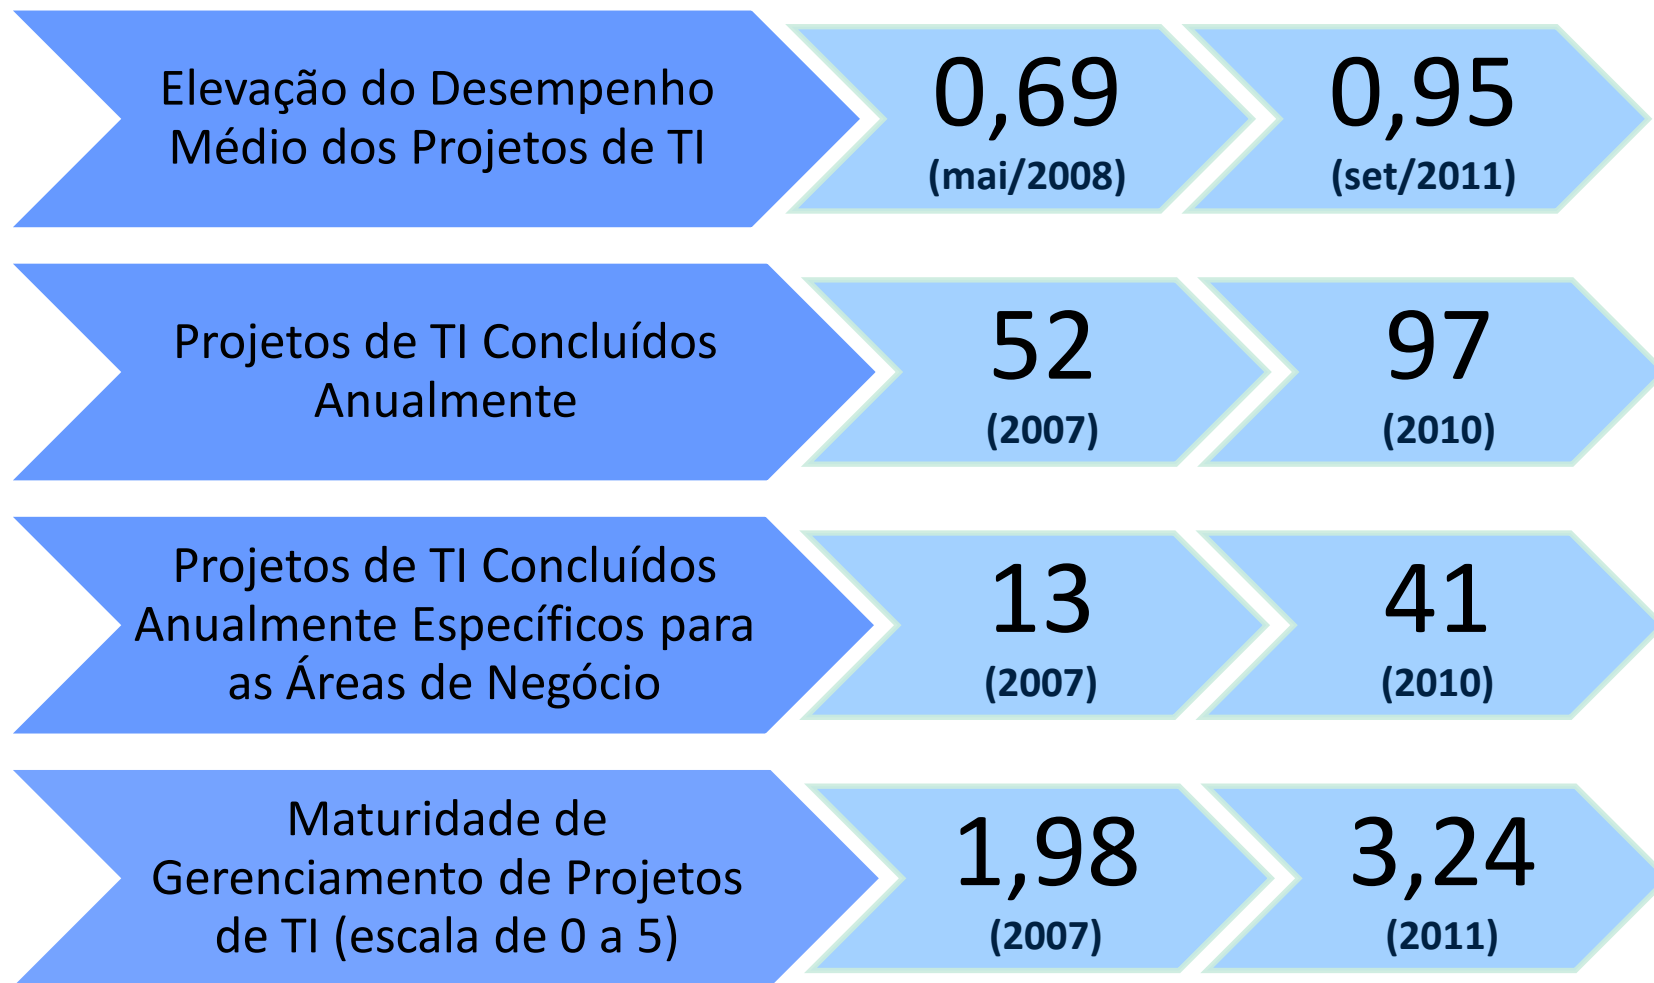 Elevação do Desempenho
Médio dos Projetos de TI
0,69
(mai/2008)
0,95
(set/2011)
Projetos de TI Concluídos
Anualmente
52
(2007)
97
(2010)
Projetos de TI Concluídos
Anualmente Específicos para
as Áreas de Negócio
13
(2007)
41
(2010)
Maturidade de
Gerenciamento de Projetos
de TI (escala de 0 a 5)
1,98
(2007)
3,24
(2011)